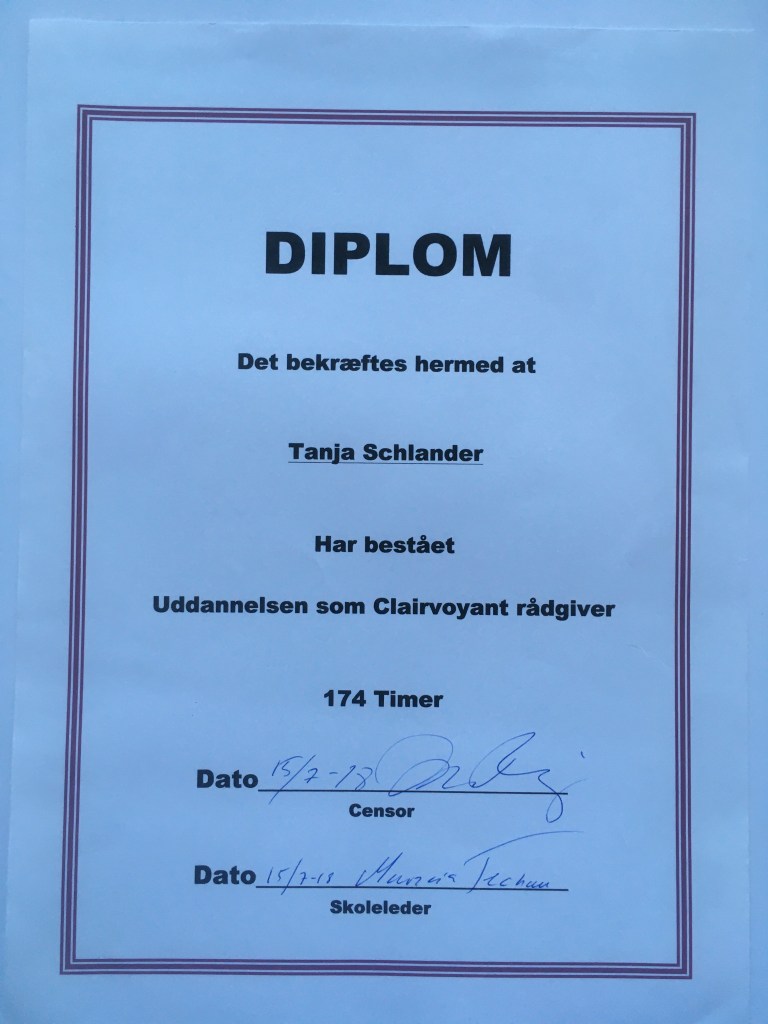 DIPLOM
Det bekræftes hermed at
Tanja Schlander
Har bestået
Uddannelsen som Clairvoyant rådgiver
174 Timer
Dato 15/7-18
Censor
Dato 15/7-18
Skoleleder